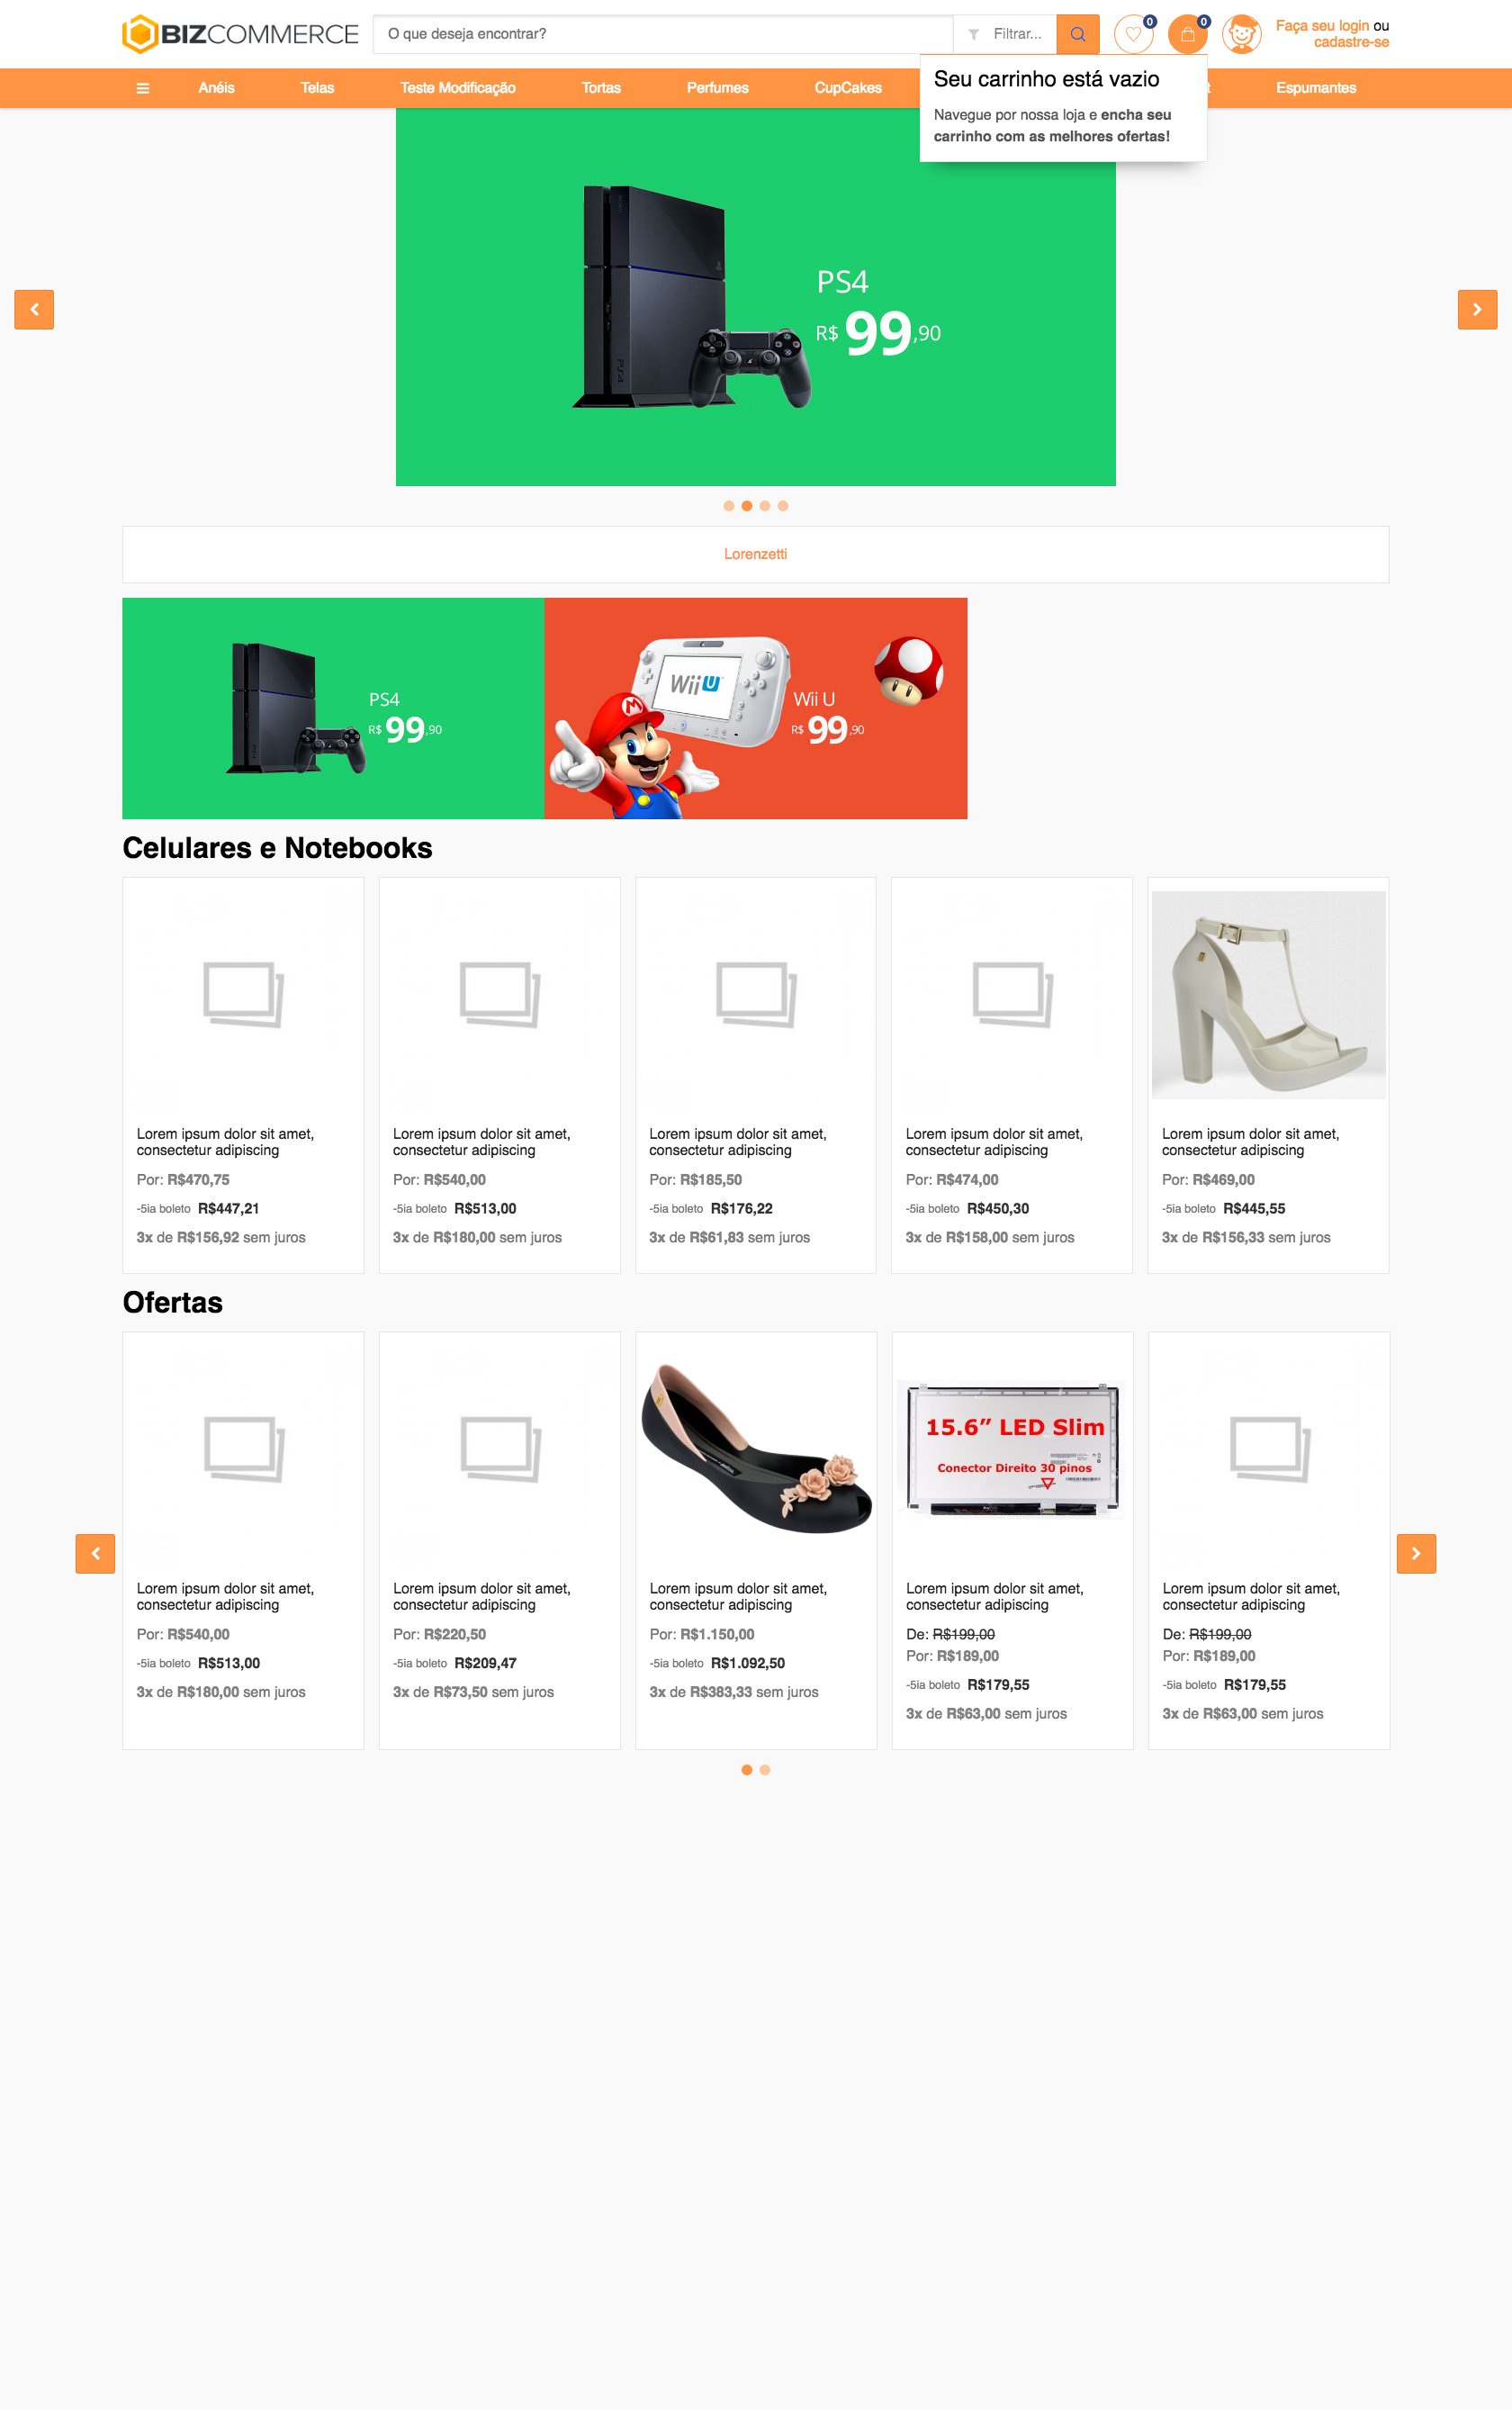 BIZCOMMERCE
O que deseja encontrar?
Filtrar...
0
0
Faça seu login ou
cadastre-se
Anéis Telas Teste Modificação Tortas Perfumes CupCakes Espumantes
Seu carrinho está vazio
Navegue por nossa loja e encha seu
carrinho com as melhores ofertas!
PS4
R$ 99,90
Lorenzetti
PS4
R$ 99,90
Wii U
Wii U
R$ 99,90
Celulares e Notebooks
Lorem ipsum dolor sit amet,
consectetur adipiscing
Por: R$470,75
-5ia boleto R$447,21
3x de R$156,92 sem juros
Lorem ipsum dolor sit amet,
consectetur adipiscing
Por: R$540,00
-5ia boleto R$513,00
3x de R$180,00 sem juros
Lorem ipsum dolor sit amet,
consectetur adipiscing
Por: R$185,50
-5ia boleto R$176,22
3x de R$61,83 sem juros
Lorem ipsum dolor sit amet,
consectetur adipiscing
Por: R$474,00
-5ia boleto R$450,30
3x de R$158,00 sem juros
Lorem ipsum dolor sit amet,
consectetur adipiscing
Por: R$469,00
-5ia boleto R$445,55
3x de R$156,33 sem juros
Ofertas
Lorem ipsum dolor sit amet,
consectetur adipiscing
Por: R$540,00
-5ia boleto R$513,00
3x de R$180,00 sem juros
Lorem ipsum dolor sit amet,
consectetur adipiscing
Por: R$220,50
-5ia boleto R$209,47
3x de R$73,50 sem juros
Lorem ipsum dolor sit amet,
consectetur adipiscing
Por: R$1.150,00
-5ia boleto R$1.092,50
3x de R$383,33 sem juros
15.6” LED Slim
Conector Direito 30 pinos
Lorem ipsum dolor sit amet,
consectetur adipiscing
De: R$199,00
Por: R$189,00
-5ia boleto R$179,55
3x de R$63,00 sem juros
Lorem ipsum dolor sit amet,
consectetur adipiscing
De: R$199,00
Por: R$189,00
-5ia boleto R$179,55
3x de R$63,00 sem juros